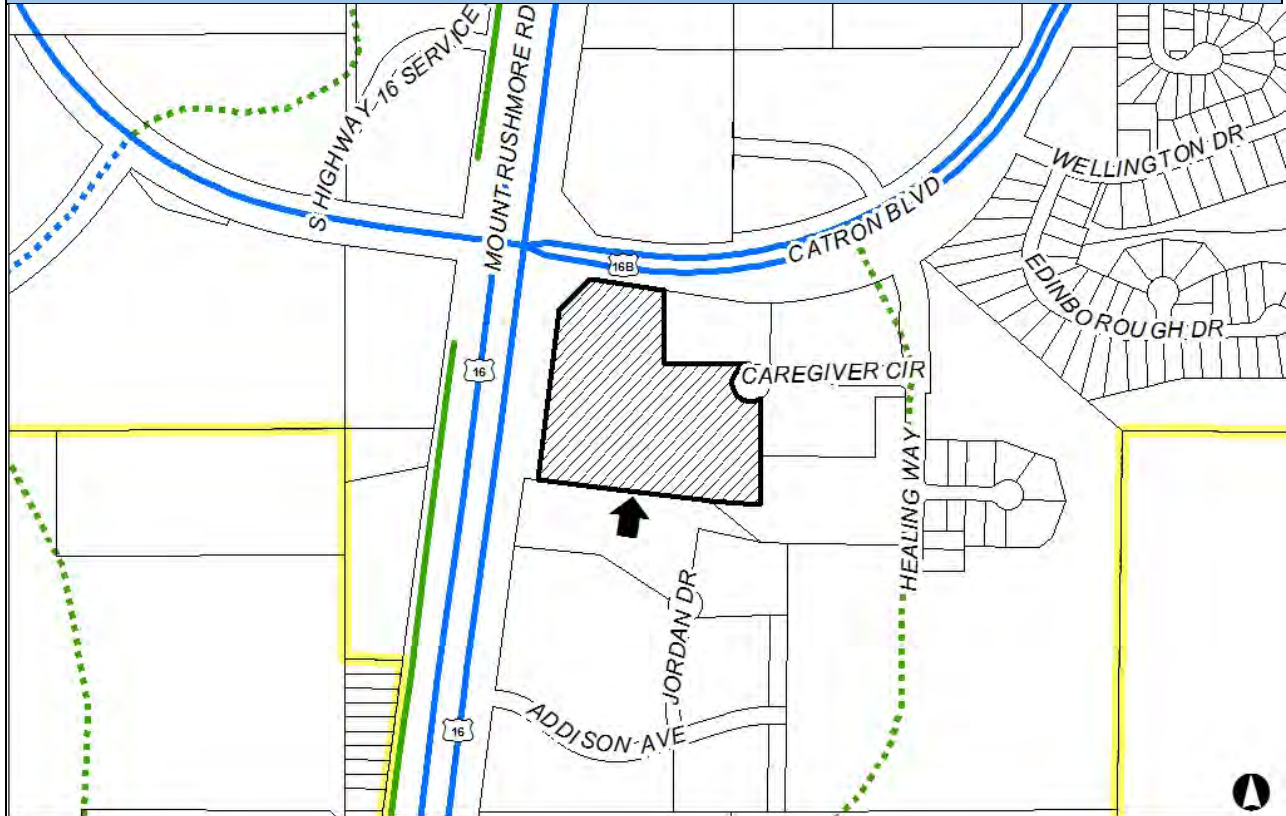 S HIGHWAY 16 SERVICE
MOUNT RUSHMORE RD
WELLINGTON DR
CATRON BLVD
16B
EDINBOROUGH DR
16
CAREGIVER CIR
HEALING WAY
JORDAN DR
16
ADDISON AVE